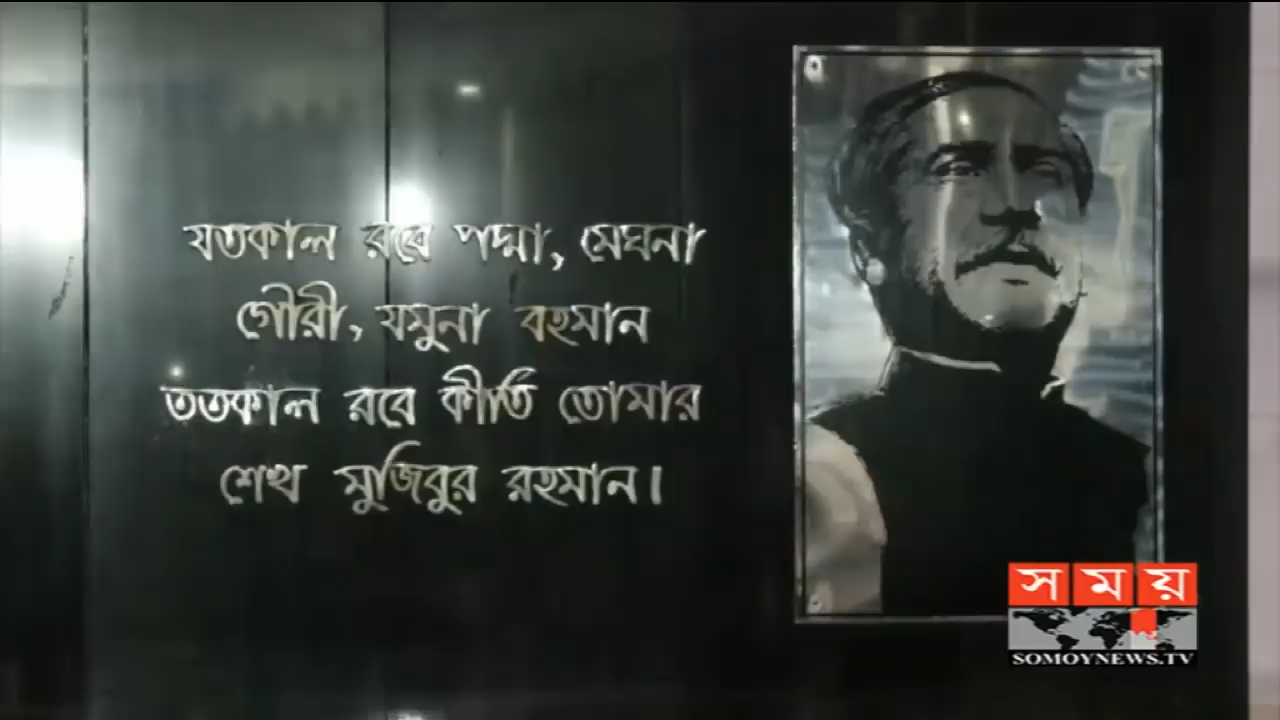 যতকাল রবে পদ্মা, মেঘনা
গৌরী, যমুনা বহমান
ততকাল রবে কীর্তি তোমার
শেখ মুজিবুর রহমান।
সময়
SOMOYNEWS.TV